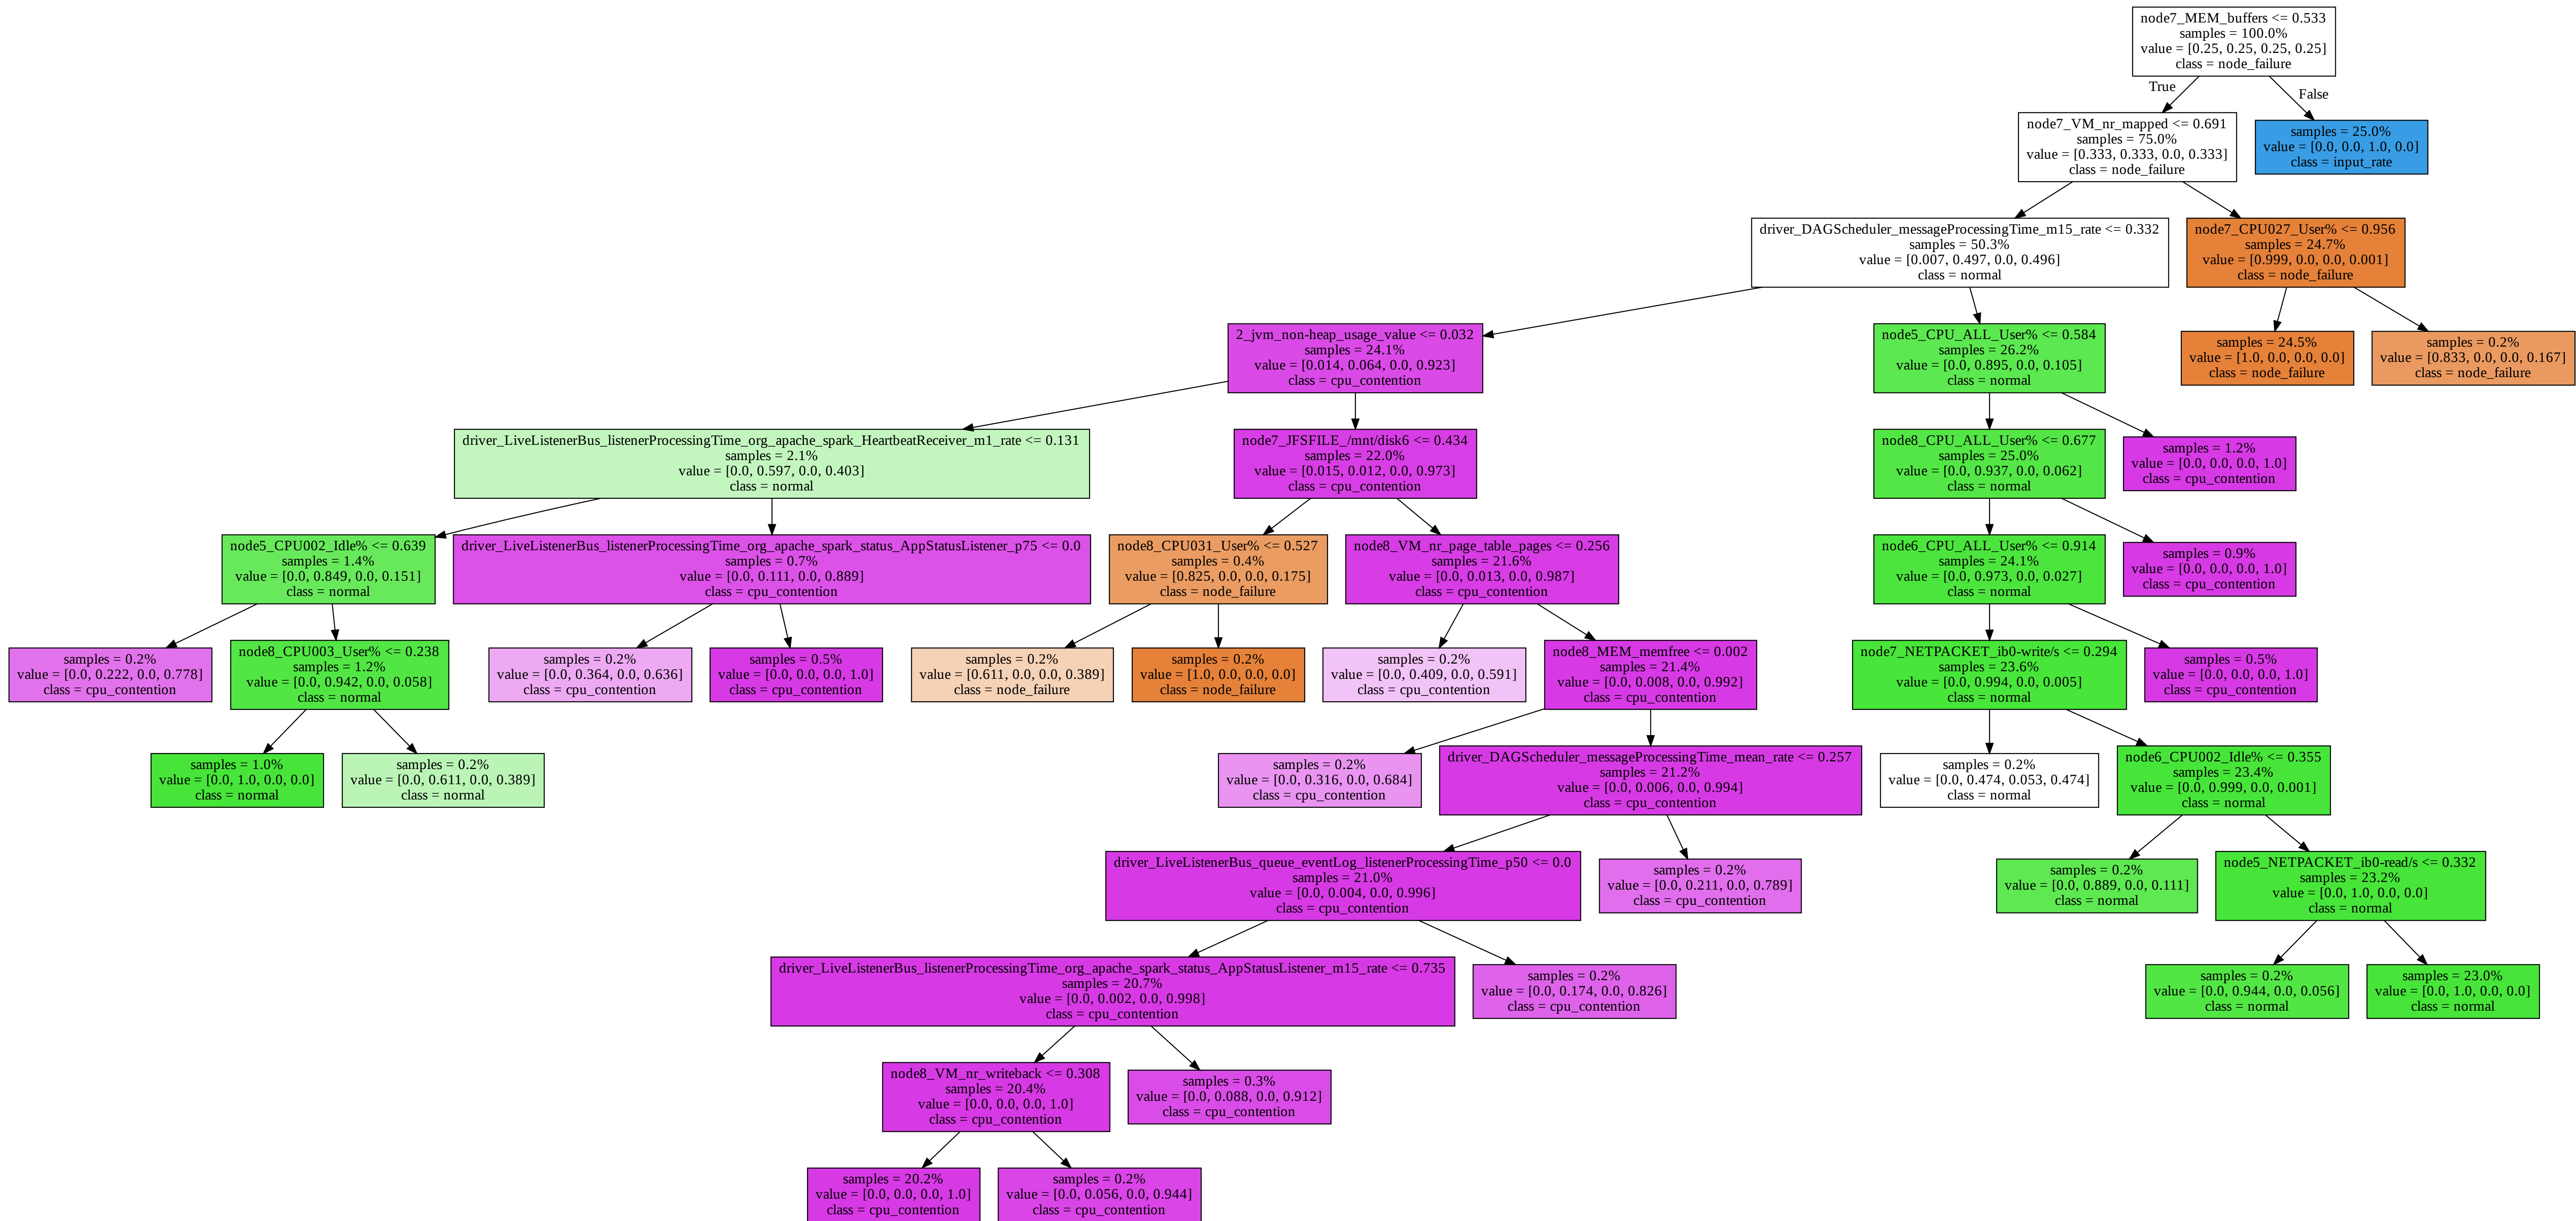 node7_MEM_buffers <= 0.533
samples = 100.0%
value = [0.25, 0.25, 0.25, 0.25]
class = node_failure
True
False
node7_VM_nr_mapped <= 0.691
samples = 75.0%
value = [0.333, 0.333, 0.0, 0.333]
class = node_failure
samples = 25.0%
value = [0.0, 0.0, 1.0, 0.0]
class = input_rate
driver_DAGScheduler_messageProcessingTime_m15_rate <= 0.332
samples = 50.3%
value = [0.007, 0.497, 0.0, 0.496]
class = normal
node7_CPU027_User% <= 0.956
samples = 24.7%
value = [0.999, 0.0, 0.0, 0.001]
class = node_failure
2_jvm_non-heap_usage_value <= 0.032
samples = 24.1%
value = [0.014, 0.064, 0.0, 0.923]
class = cpu_contention
node5_CPU_ALL_User% <= 0.584
samples = 26.2%
value = [0.0, 0.895, 0.0, 0.105]
class = normal
samples = 24.5%
value = [1.0, 0.0, 0.0, 0.0]
class = node_failure
samples = 0.2%
value = [0.833, 0.0, 0.0, 0.167]
class = node_failure
driver_LiveListenerBus_listenerProcessingTime_org_apache_spark_HeartbeatReceiver_m1_rate <= 0.131
samples = 2.1%
value = [0.0, 0.597, 0.0, 0.403]
class = normal
node7_JFSFILE_/mnt/disk6 <= 0.434
samples = 22.0%
value = [0.015, 0.012, 0.0, 0.973]
class = cpu_contention
node8_CPU_ALL_User% <= 0.677
samples = 25.0%
value = [0.0, 0.937, 0.0, 0.062]
class = normal
samples = 1.2%
value = [0.0, 0.0, 0.0, 1.0]
class = cpu_contention
node5_CPU002_Idle% <= 0.639
samples = 1.4%
value = [0.0, 0.849, 0.0, 0.151]
class = normal
driver_LiveListenerBus_listenerProcessingTime_org_apache_spark_status_AppStatusListener_p75 <= 0.0
samples = 0.7%
value = [0.0, 0.111, 0.0, 0.889]
class = cpu_contention
node8_CPU031_User% <= 0.527
samples = 0.4%
value = [0.825, 0.0, 0.0, 0.175]
class = node_failure
node8_VM_nr_page_table_pages <= 0.256
samples = 21.6%
value = [0.0, 0.013, 0.0, 0.987]
class = cpu_contention
node6_CPU_ALL_User% <= 0.914
samples = 24.1%
value = [0.0, 0.973, 0.0, 0.027]
class = normal
samples = 0.9%
value = [0.0, 0.0, 0.0, 1.0]
class = cpu_contention
samples = 0.2%
value = [0.0, 0.222, 0.0, 0.778]
class = cpu_contention
node8_CPU003_User% <= 0.238
samples = 1.2%
value = [0.0, 0.942, 0.0, 0.058]
class = normal
samples = 0.2%
value = [0.0, 0.364, 0.0, 0.636]
class = cpu_contention
samples = 0.5%
value = [0.0, 0.0, 0.0, 1.0]
class = cpu_contention
samples = 0.2%
value = [0.611, 0.0, 0.0, 0.389]
class = node_failure
samples = 0.2%
value = [1.0, 0.0, 0.0, 0.0]
class = node_failure
samples = 0.2%
value = [0.0, 0.409, 0.0, 0.591]
class = cpu_contention
node8_MEM_memfree <= 0.002
samples = 21.4%
value = [0.0, 0.008, 0.0, 0.992]
class = cpu_contention
node7_NETPACKET_ib0-write/s <= 0.294
samples = 23.6%
value = [0.0, 0.994, 0.0, 0.005]
class = normal
samples = 0.5%
value = [0.0, 0.0, 0.0, 1.0]
class = cpu_contention
samples = 1.0%
value = [0.0, 1.0, 0.0, 0.0]
class = normal
samples = 0.2%
value = [0.0, 0.611, 0.0, 0.389]
class = normal
samples = 0.2%
value = [0.0, 0.316, 0.0, 0.684]
class = cpu_contention
driver_DAGScheduler_messageProcessingTime_mean_rate <= 0.257
samples = 21.2%
value = [0.0, 0.006, 0.0, 0.994]
class = cpu_contention
samples = 0.2%
value = [0.0, 0.474, 0.053, 0.474]
class = normal
node6_CPU002_Idle% <= 0.355
samples = 23.4%
value = [0.0, 0.999, 0.0, 0.001]
class = normal
driver_LiveListenerBus_queue_eventLog_listenerProcessingTime_p50 <= 0.0
samples = 21.0%
value = [0.0, 0.004, 0.0, 0.996]
class = cpu_contention
samples = 0.2%
value = [0.0, 0.211, 0.0, 0.789]
class = cpu_contention
samples = 0.2%
value = [0.0, 0.889, 0.0, 0.111]
class = normal
node5_NETPACKET_ib0-read/s <= 0.332
samples = 23.2%
value = [0.0, 1.0, 0.0, 0.0]
class = normal
driver_LiveListenerBus_listenerProcessingTime_org_apache_spark_status_AppStatusListener_m15_rate <= 0.735
samples = 20.7%
value = [0.0, 0.002, 0.0, 0.998]
class = cpu_contention
samples = 0.2%
value = [0.0, 0.174, 0.0, 0.826]
class = cpu_contention
samples = 0.2%
value = [0.0, 0.944, 0.0, 0.056]
class = normal
samples = 23.0%
value = [0.0, 1.0, 0.0, 0.0]
class = normal
node8_VM_nr_writeback <= 0.308
samples = 20.4%
value = [0.0, 0.0, 0.0, 1.0]
class = cpu_contention
samples = 0.3%
value = [0.0, 0.088, 0.0, 0.912]
class = cpu_contention
samples = 20.2%
value = [0.0, 0.0, 0.0, 1.0]
class = cpu_contention
samples = 0.2%
value = [0.0, 0.056, 0.0, 0.944]
class = cpu_contention